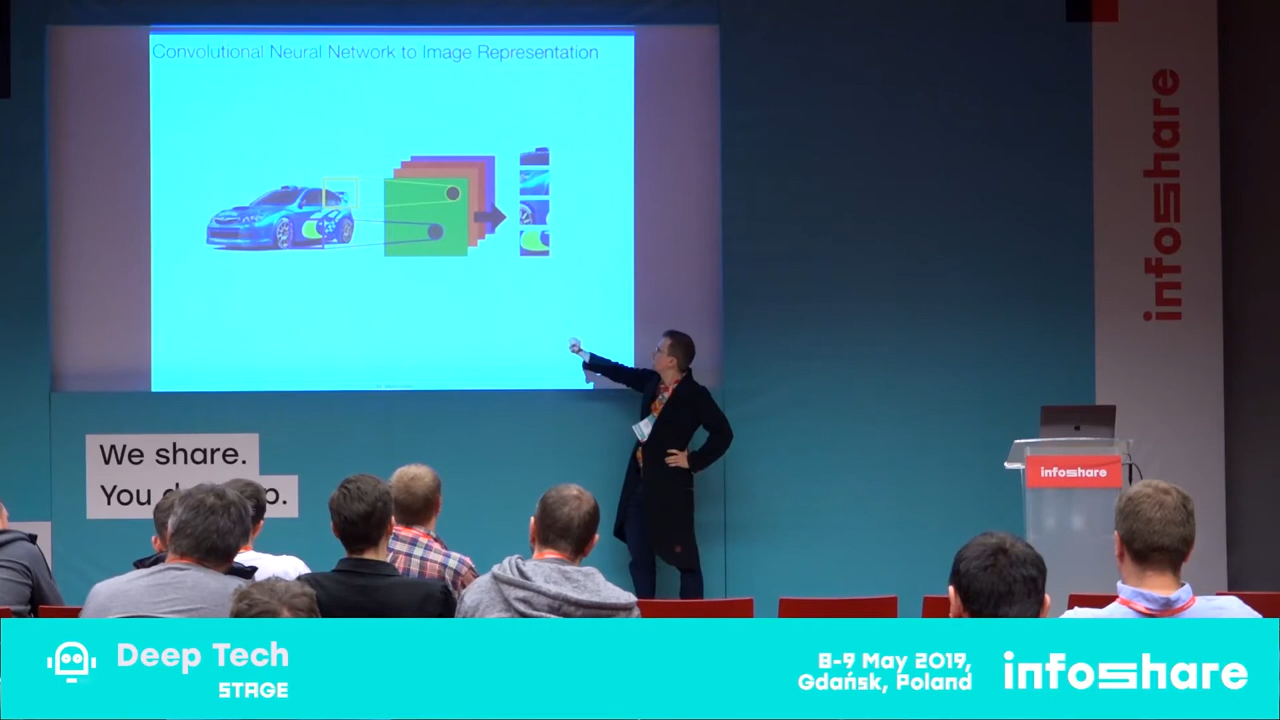 Convolutional Neural Network to Image Representation
infoshare
We share.
You
p.
infoshare
Deep Tech
STAGE
8-9 May 2019,
Gdańsk, Poland
infoshare